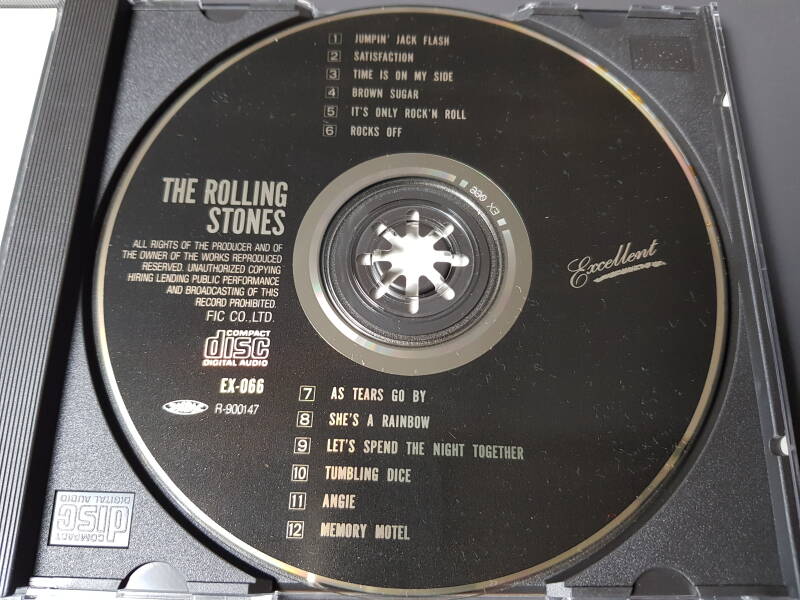 1 JUMPIN' JACK FLASH
2 SATISFACTION
3 TIME IS ON MY SIDE
4 BROWN SUGAR
5 IT'S ONLY ROCK'N ROLL
6 ROCKS OFF
THE ROLLING
STONES
ALL RIGHTS OF THE PRODUCER AND OF
THE OWNER OF THE WORKS REPRODUCED
RESERVED. UNAUTHORIZED COPYING
HIRING LENDING PUBLIC PERFORMANCE
AND BROADCASTING OF THIS
RECORD PROHIBITED.
FIC CO.,LTD.
COMPACT
disc
DIGITAL AUDIO
EX-066
R-900147
EX 066
Excellent
7 AS TEARS GO BY
8 SHE'S A RAINBOW
9 LET'S SPEND THE NIGHT TOGETHER
10 TUMBLING DICE
11 ANGIE
12 MEMORY MOTEL
COMPACT
disc
DIGITAL AUDIO